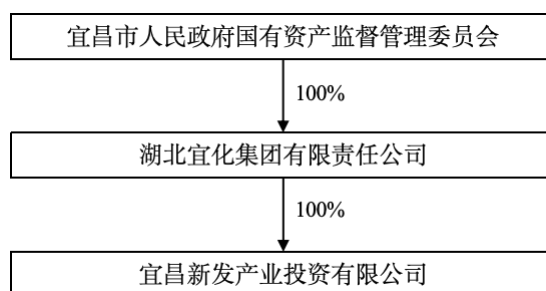 宜昌市人民政府国有资产监督管理委员会
100%
湖北宜化集团有限责任公司
100%
宜昌新发产业投资有限公司